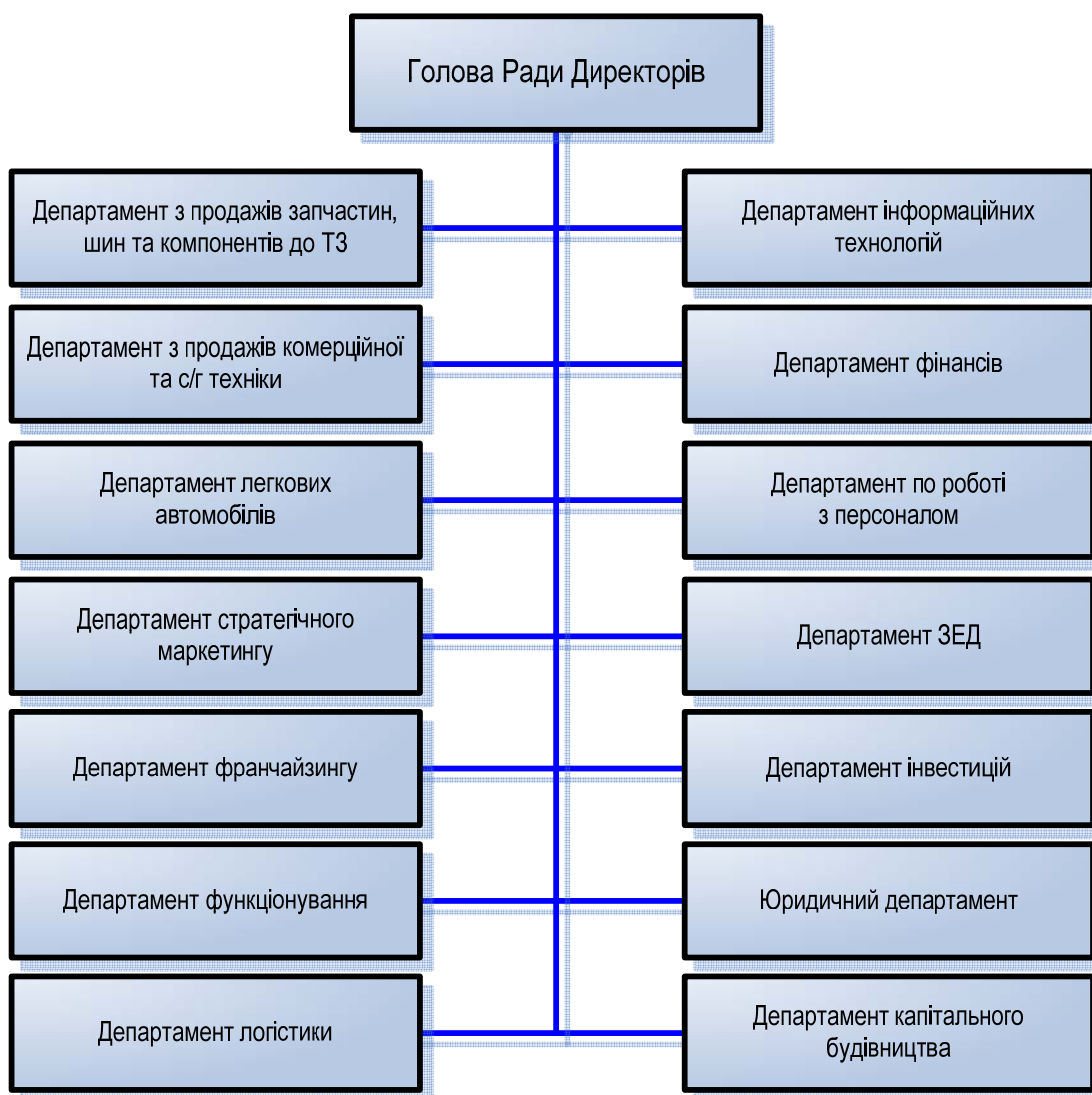 Голова Ради Директорів
Департамент з продажів запчастин,
шин та компонентів до ТЗ
Департамент інформаційних
технологій
Департамент з продажів комерційної
та с/г техніки
Департамент фінансів
Департамент легкових
автомобілів
Департамент по роботі
з персоналом
Департамент стратегічного
маркетингу
Департамент ЗЕД
Департамент франчайзингу
Департамент інвестицій
Департамент функціонування
Юридичний департамент
Департамент логістики
Департамент капітального
будівництва